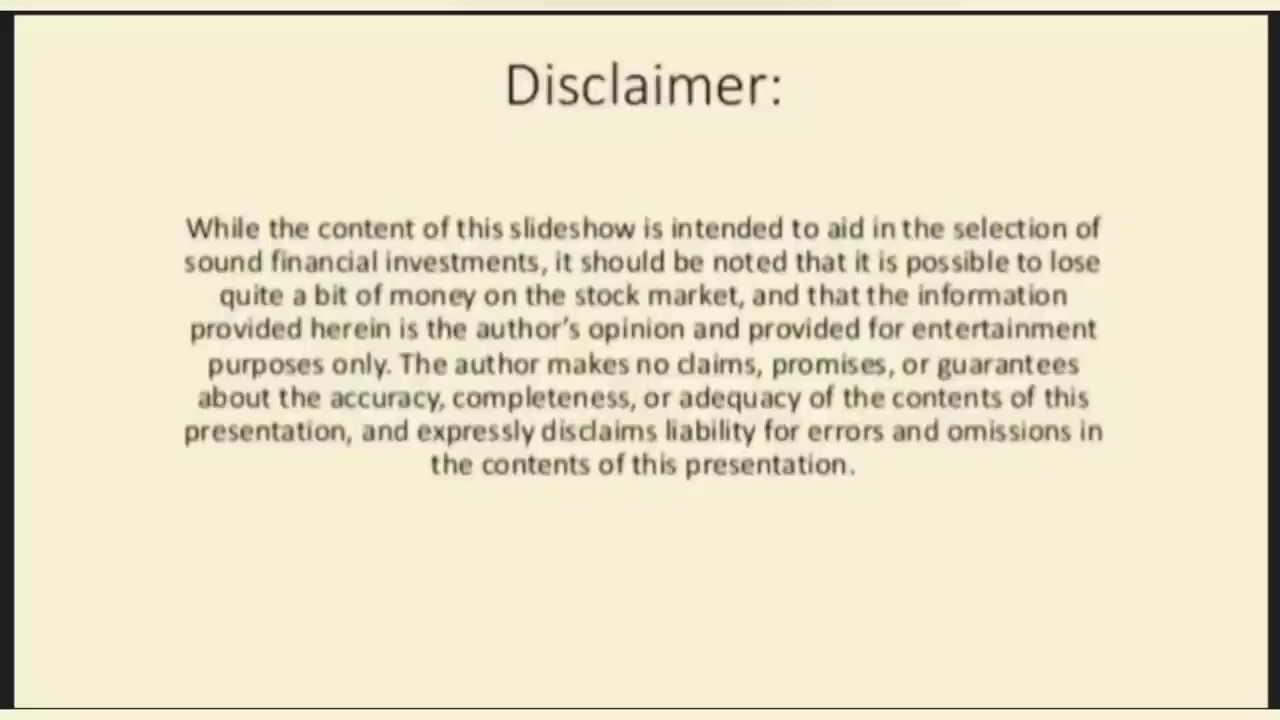 Disclaimer:
While the content of this slideshow is intended to aid in the selection of
sound financial investments, it should be noted that it is possible to lose
quite a bit of money on the stock market, and that the information
provided herein is the author's opinion and provided for entertainment
purposes only. The author makes no claims, promises, or guarantees
about the accuracy, completeness, or adequacy of the contents of this
presentation, and expressly disclaims liability for errors and omissions in
the contents of this presentation.